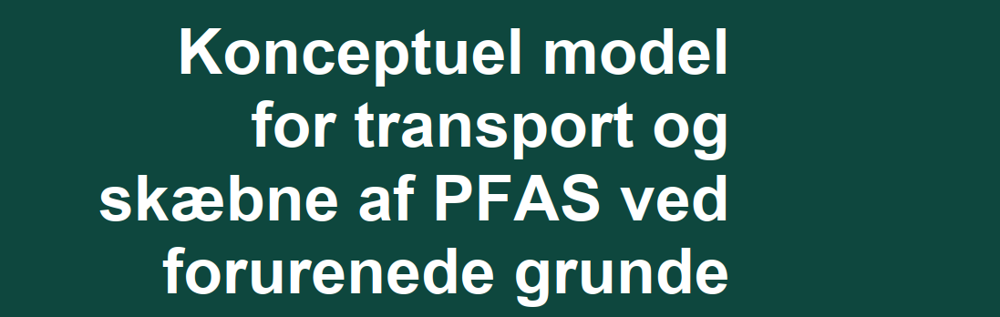 Konceptuel model
for transport og
skæbne af PFAS ved
forurenede grunde